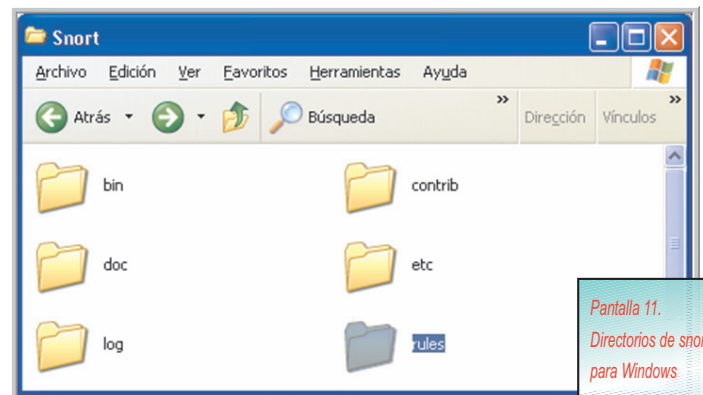 Snort
Archivo Edición Ver Favoritos Herramientas Ayuda
Atrás Búsqueda » Dirección Vínculos »
bin contrib
doc etc
log rules
Pantalla 11.
Directorios de snor
para Windows